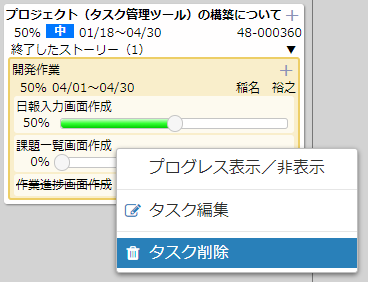 プロジェクト（タスク管理ツール）の構築について
50% 中 01/18～04/30 48-000360
終了したストーリー（1）
開発作業
50% 04/01～04/30 稲名 裕之
日報入力画面作成
50%
課題一覧画面作成
0%
作業進捗画面作成
プログレス表示／非表示
タスク編集
タスク削除